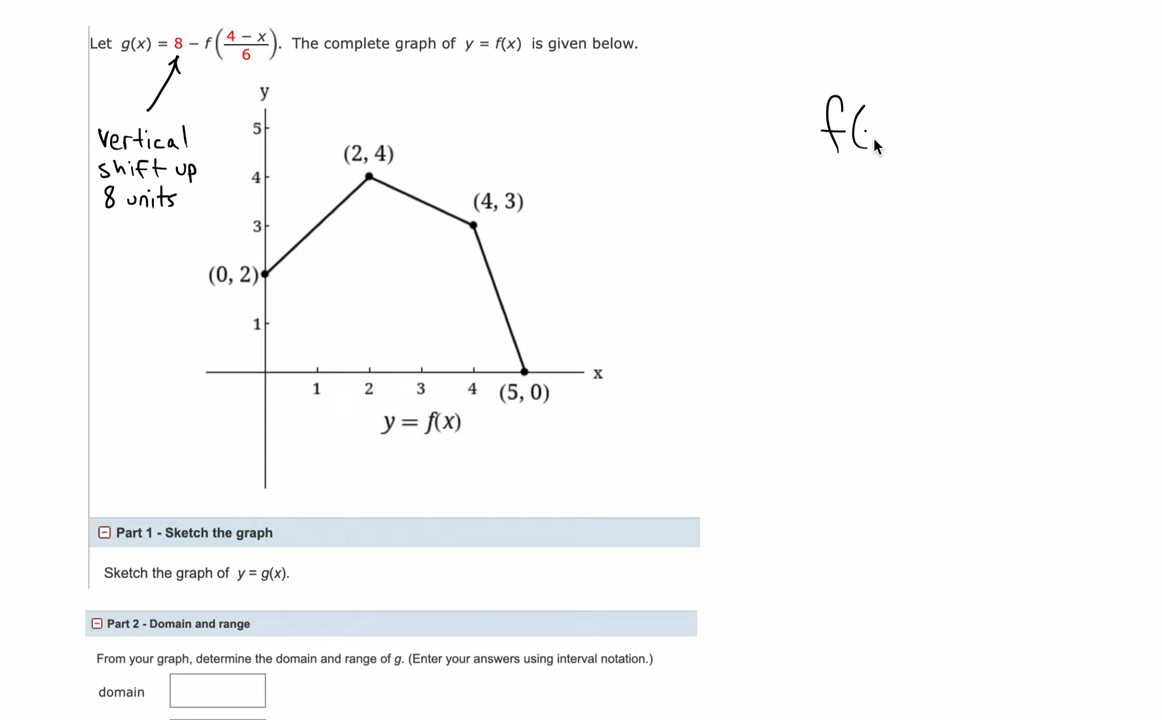 Let g(x) = 8 − f((4 − x)/6). The complete graph of y = f(x) is given below.
vertical
shift up
8 units
f(
y
5
4
3
1
(2, 4)
(4, 3)
(0, 2)
x
1 2 3 4 (5, 0)
y = f(x)
Part 1 - Sketch the graph
Sketch the graph of y = g(x).
Part 2 - Domain and range
From your graph, determine the domain and range of g. (Enter your answers using interval notation.)
domain